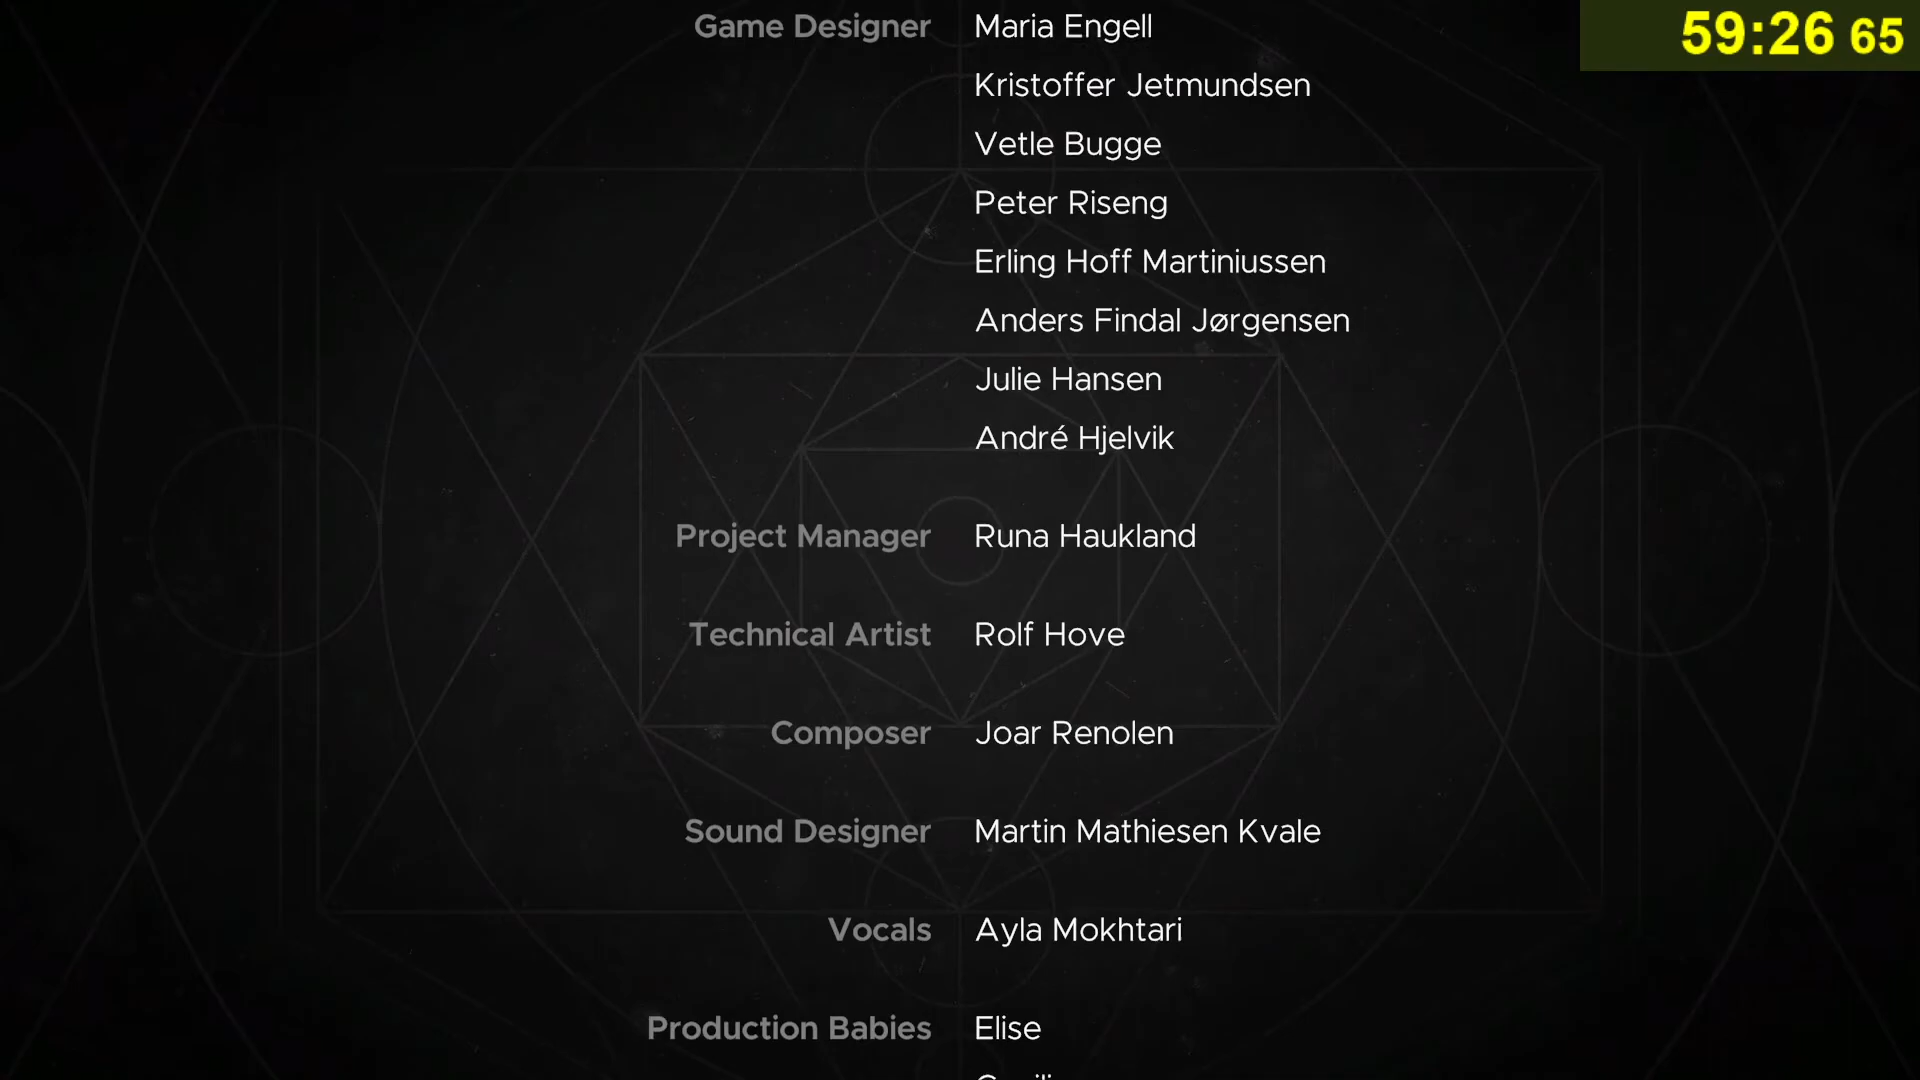 Game Designer Maria Engell
59:26 65
Kristoffer Jetmundsen
Vetle Bugge
Peter Riseng
Erling Hoff Martiniussen
Anders Findal Jørgensen
Julie Hansen
André Hjelvik
Project Manager Runa Haukland
Technical Artist Rolf Hove
Composer Joar Renolen
Sound Designer Martin Mathiesen Kvale
Vocals Ayla Mokhtari
Production Babies Elise